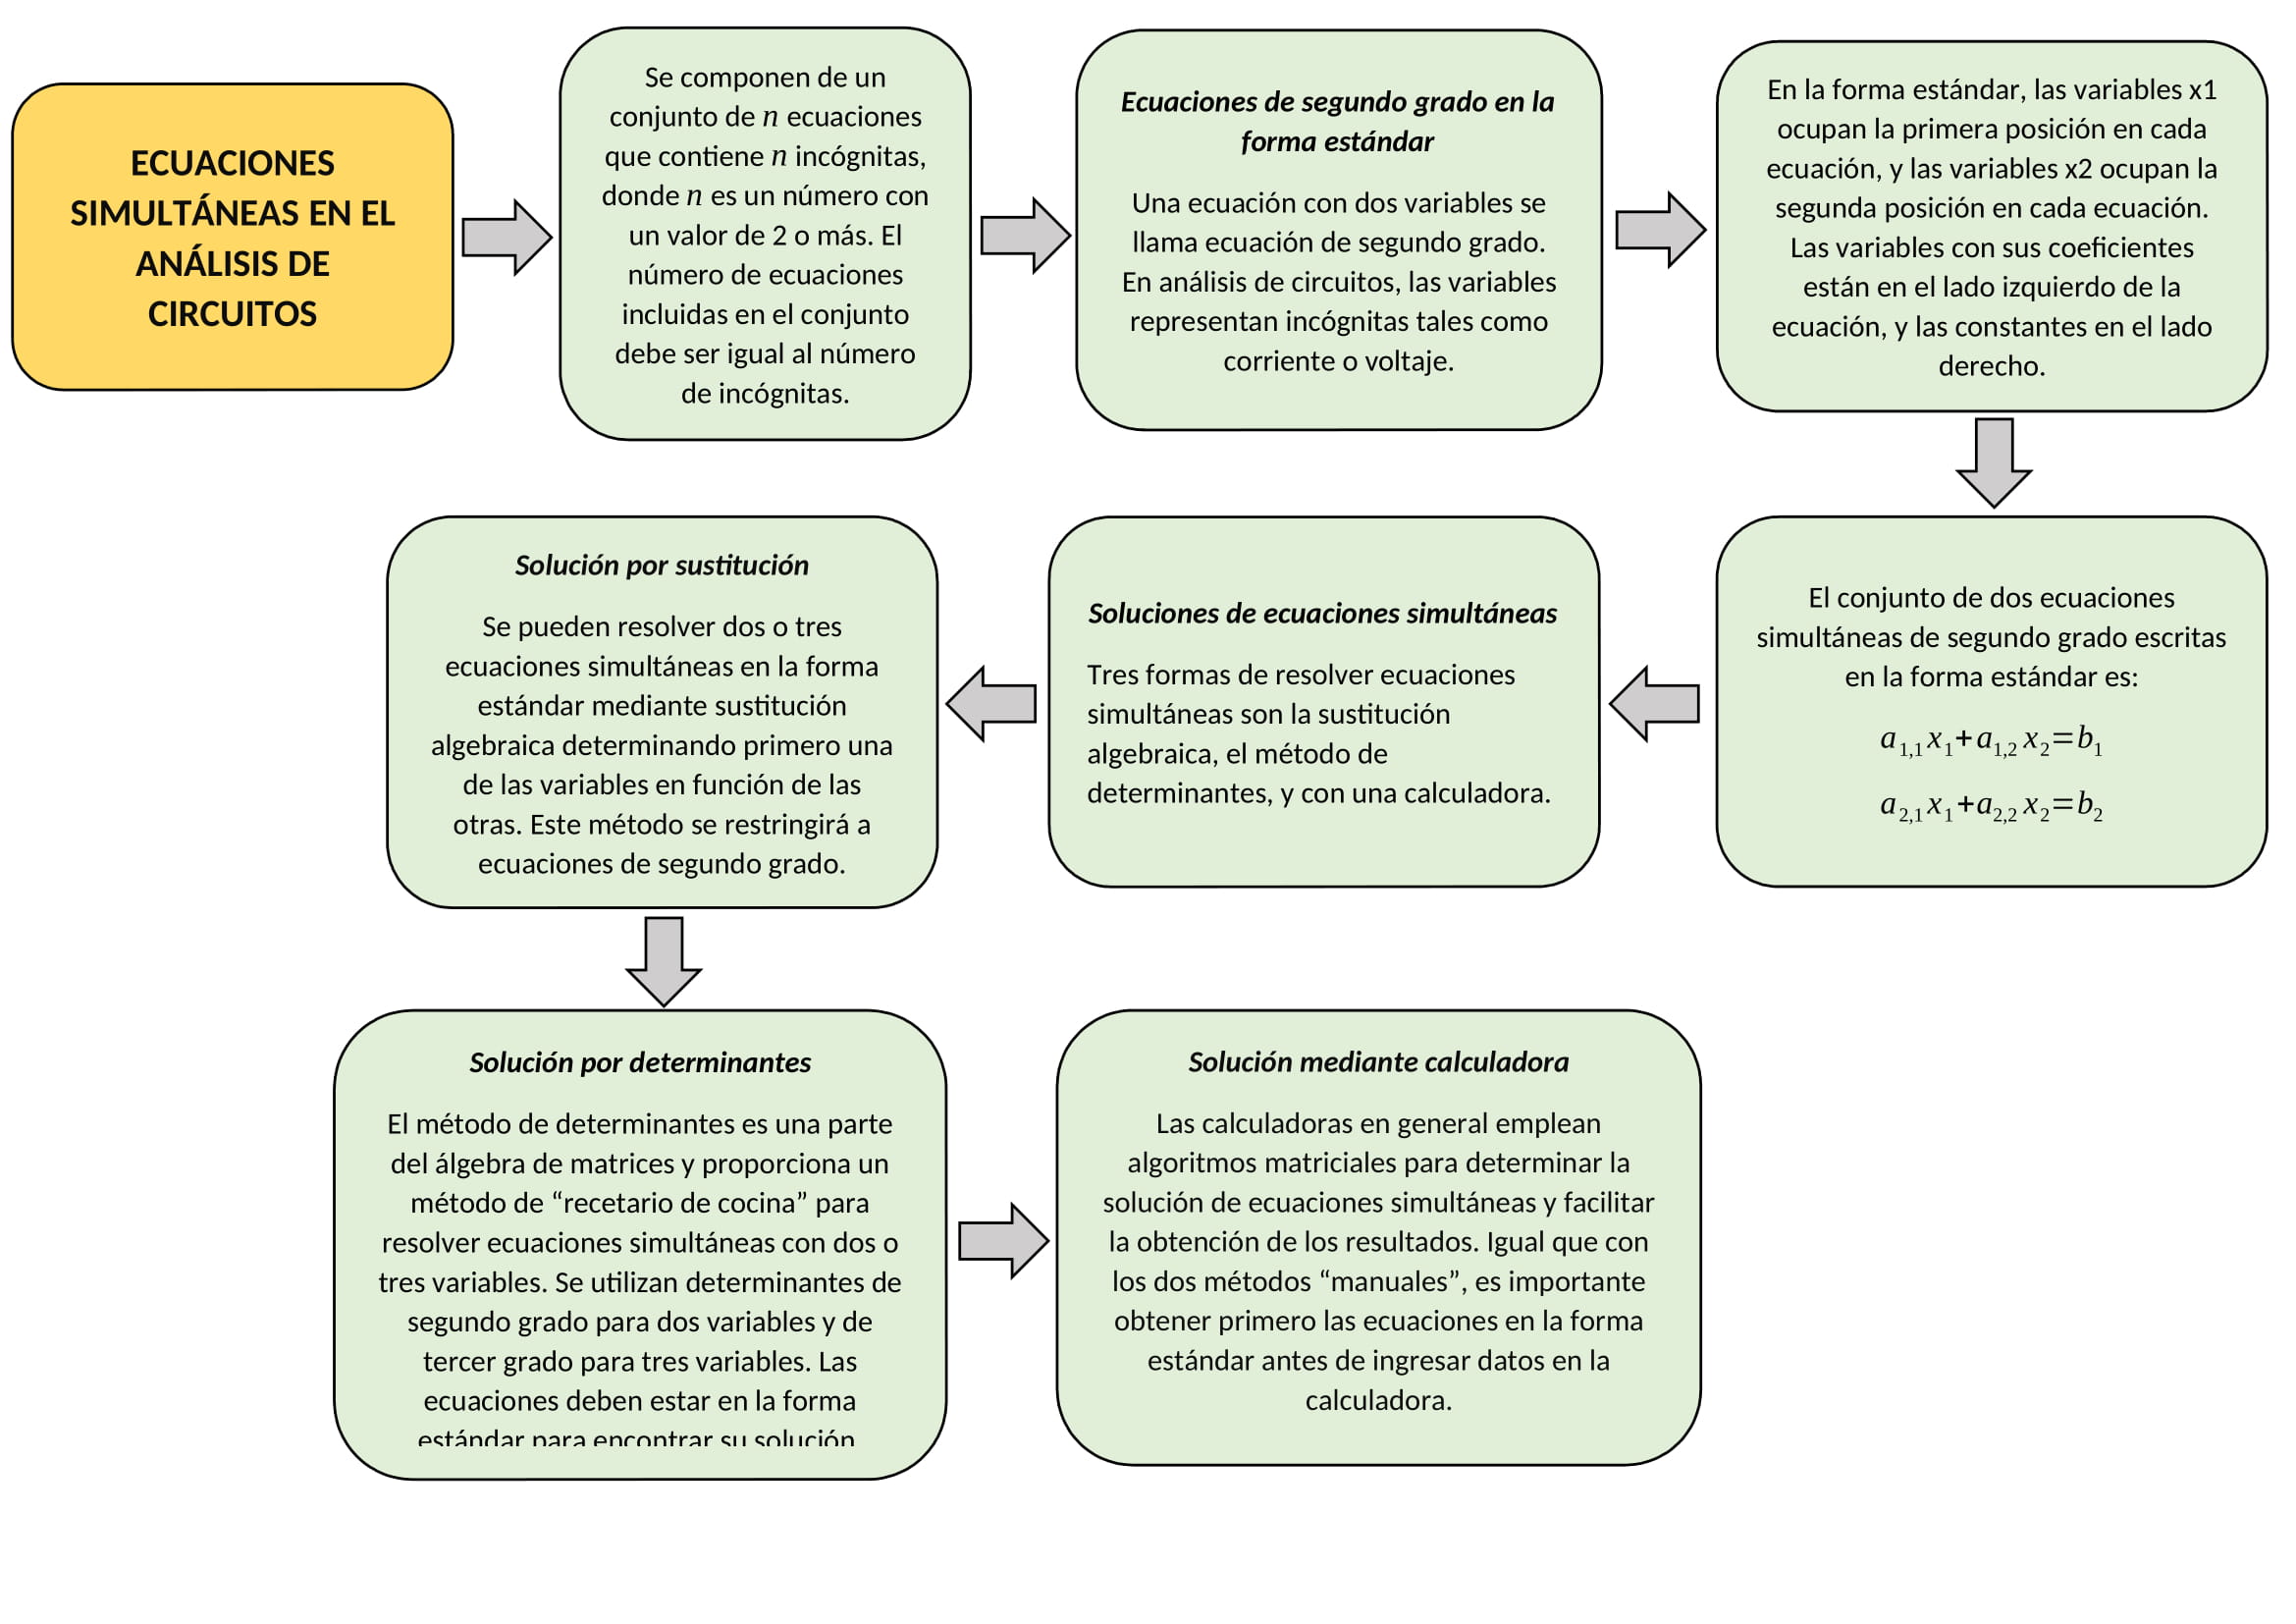 ECUACIONES
SIMULTÁNEAS EN EL
ANÁLISIS DE
CIRCUITOS
Se componen de un
conjunto de n ecuaciones
que contiene n incógnitas,
donde n es un número con
un valor de 2 o más. El
número de ecuaciones
incluidas en el conjunto
debe ser igual al número
de incógnitas.
Ecuaciones de segundo grado en la
forma estándar
Una ecuación con dos variables se
llama ecuación de segundo grado.
En análisis de circuitos, las variables
representan incógnitas tales como
corriente o voltaje.
En la forma estándar, las variables x1
ocupan la primera posición en cada
ecuación, y las variables x2 ocupan la
segunda posición en cada ecuación.
Las variables con sus coeficientes
están en el lado izquierdo de la
ecuación, y las constantes en el lado
derecho.
El conjunto de dos ecuaciones
simultáneas de segundo grado escritas
en la forma estándar es:
a1,1 x1+a1,2 x2=b1
a2,1 x1+a2,2 x2=b2
Soluciones de ecuaciones simultáneas
Tres formas de resolver ecuaciones
simultáneas son la sustitución
algebraica, el método de
determinantes, y con una calculadora.
Solución por sustitución
Se pueden resolver dos o tres
ecuaciones simultáneas en la forma
estándar mediante sustitución
algebraica determinando primero una
de las variables en función de las
otras. Este método se restringirá a
ecuaciones de segundo grado.
Solución por determinantes
El método de determinantes es una parte
del álgebra de matrices y proporciona un
método de “recetario de cocina” para
resolver ecuaciones simultáneas con dos o
tres variables. Se utilizan determinantes de
segundo grado para dos variables y de
tercer grado para tres variables. Las
ecuaciones deben estar en la forma
estándar para encontrar su solución
Solución mediante calculadora
Las calculadoras en general emplean
algoritmos matriciales para determinar la
solución de ecuaciones simultáneas y facilitar
la obtención de los resultados. Igual que con
los dos métodos “manuales”, es importante
obtener primero las ecuaciones en la forma
estándar antes de ingresar datos en la
calculadora.